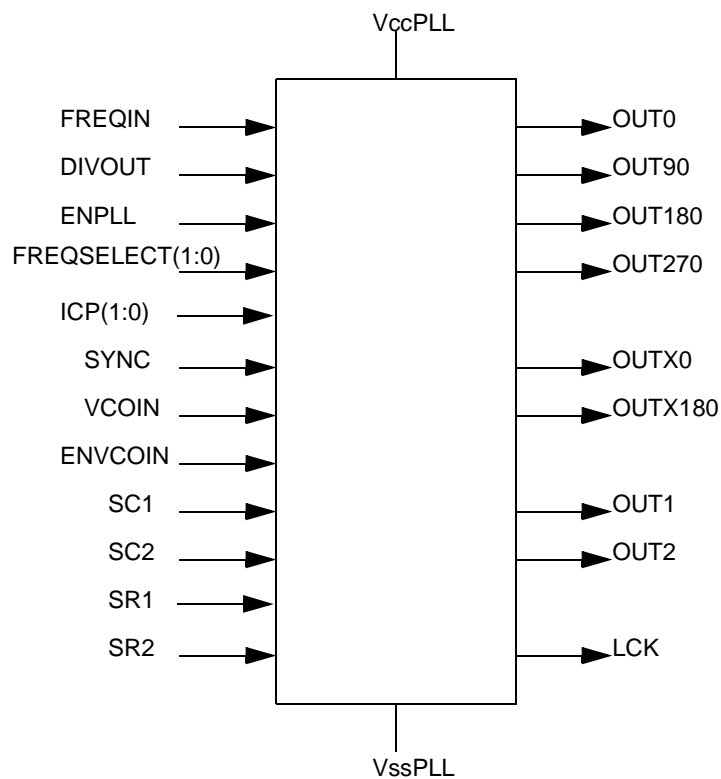 VccPLL
FREQIN
DIVOUT
ENPLL
FREQSELECT(1:0)
ICP(1:0)
SYNC
VCOIN
ENVCOIN
SC1
SC2
SR1
SR2
OUT0
OUT90
OUT180
OUT270
OUTX0
OUTX180
OUT1
OUT2
LCK
VssPLL